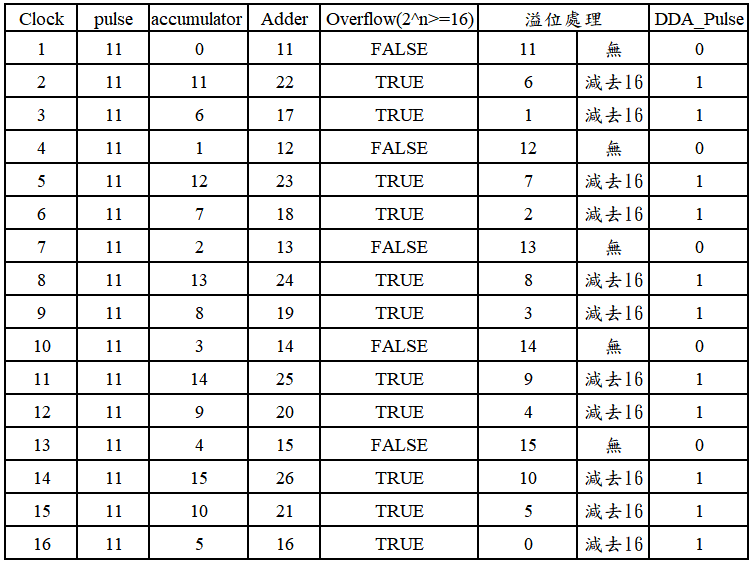 Clock pulse accumulator Adder Overflow(2^n>=16) 溢位處理 DDA_Pulse
1 11 0 11 FALSE 11 無 0
2 11 11 22 TRUE 6 減去16 1
3 11 6 17 TRUE 1 減去16 1
4 11 1 12 FALSE 12 無 0
5 11 12 23 TRUE 7 減去16 1
6 11 7 18 TRUE 2 減去16 1
7 11 2 13 FALSE 13 無 0
8 11 13 24 TRUE 8 減去16 1
9 11 8 19 TRUE 3 減去16 1
10 11 3 14 FALSE 14 無 0
11 11 14 25 TRUE 9 減去16 1
12 11 9 20 TRUE 4 減去16 1
13 11 4 15 FALSE 15 無 0
14 11 15 26 TRUE 10 減去16 1
15 11 10 21 TRUE 5 減去16 1
16 11 5 16 TRUE 0 減去16 1